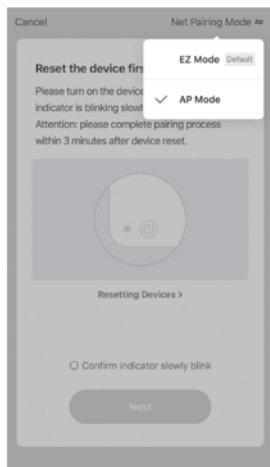 Cancel
Net Pairing Mode ⇋
EZ Mode Default
AP Mode
Reset the device firs
Please turn on the device
indicator is blinking slowl
Attention: please complete pairing process
within 3 minutes after device reset.
Resetting Devices >
Confirm indicator slowly blink
Next